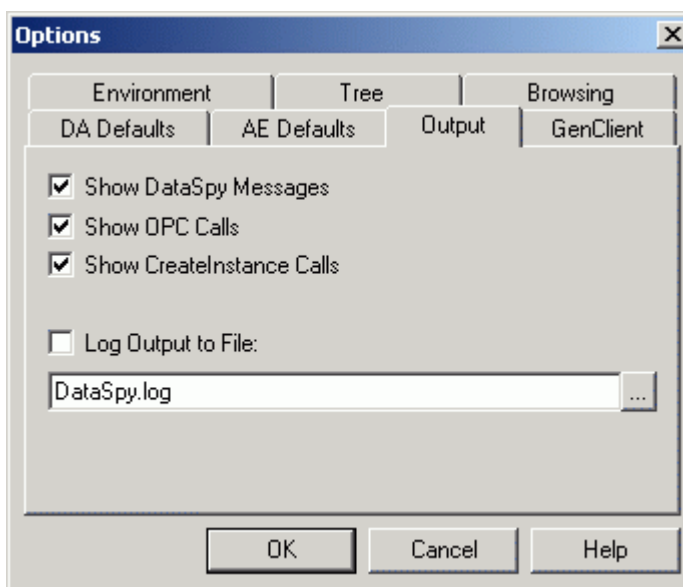 Options
Environment Tree Browsing
DA Defaults AE Defaults Output GenClient
Show DataSpy Messages
Show OPC Calls
Show CreateInstance Calls
Log Output to File:
DataSpy.log ...
OK Cancel Help